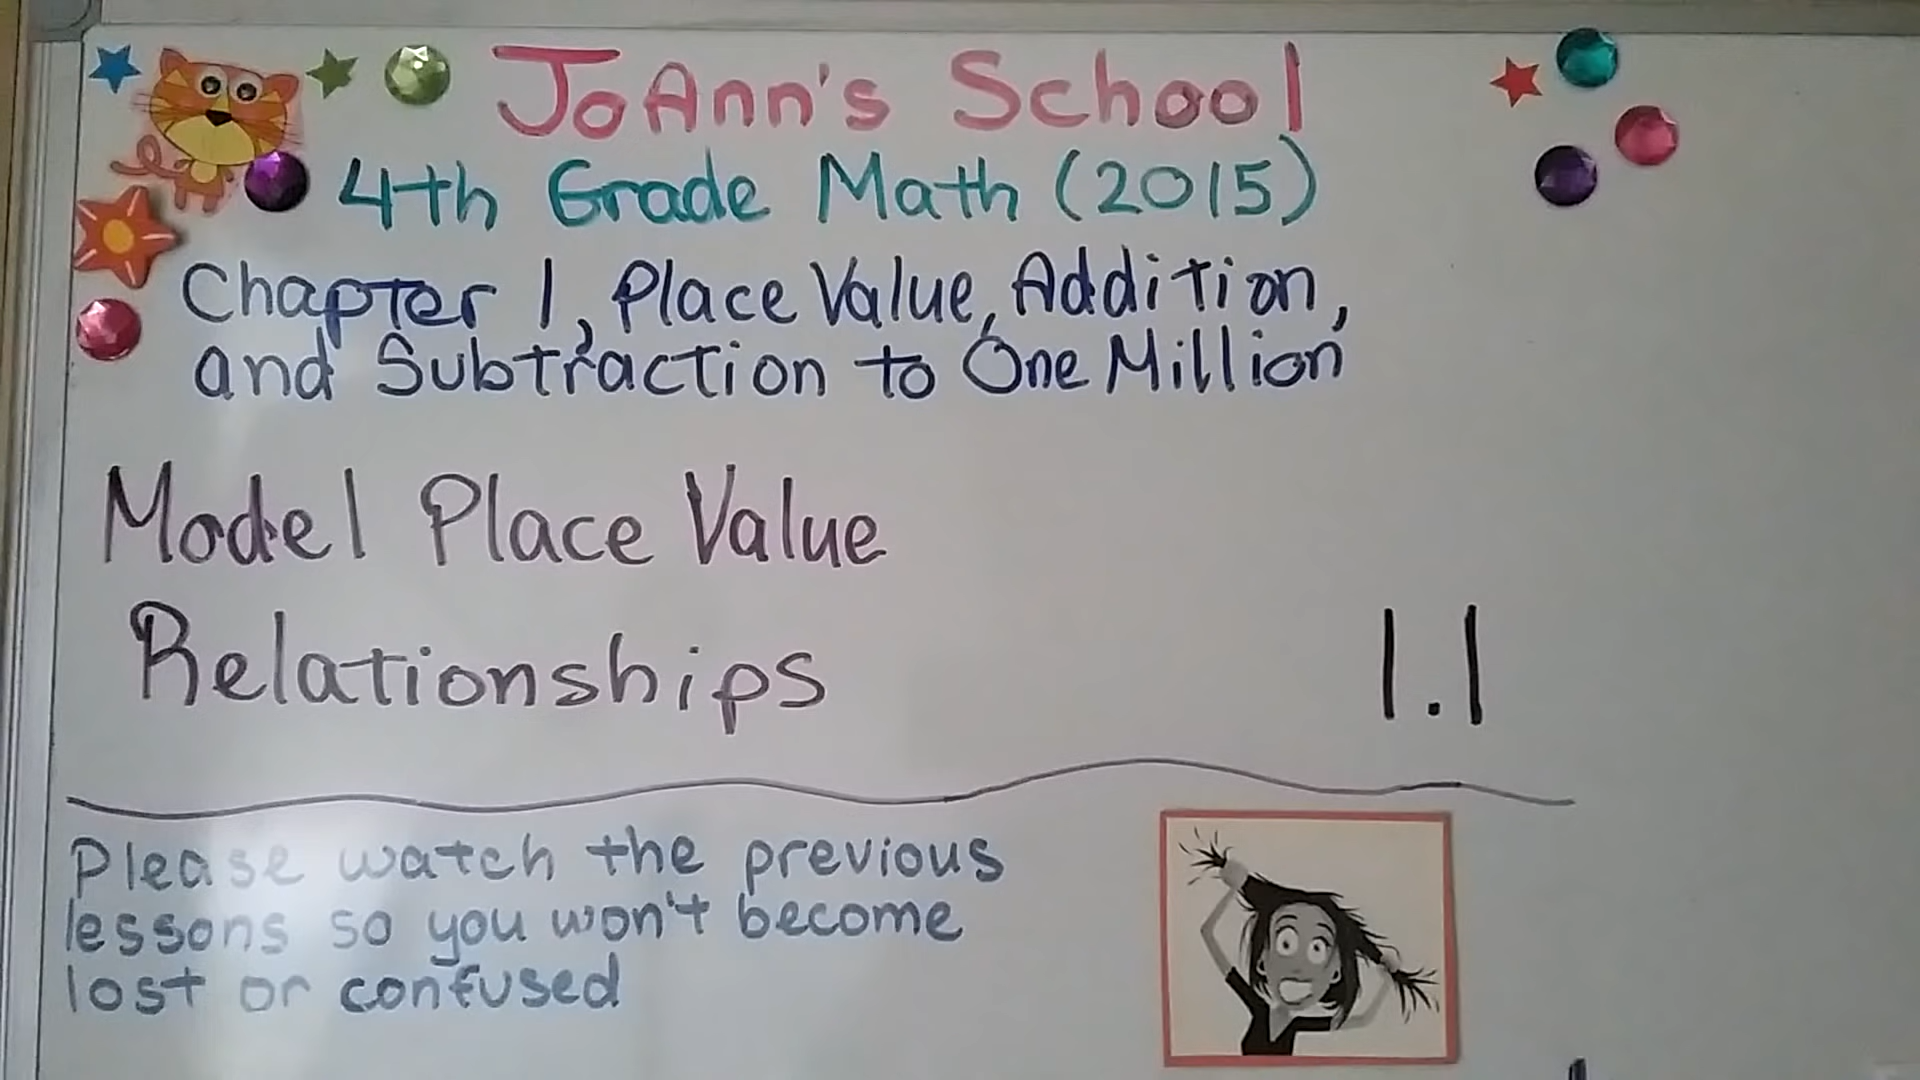 JoAnn's School
4th Grade Math (2015)
Chapter 1, Place Value, Addition,
and Subtraction to One Million
Model Place Value
Relationships
1.1
Please watch the previous
lessons so you won't become
lost or confused